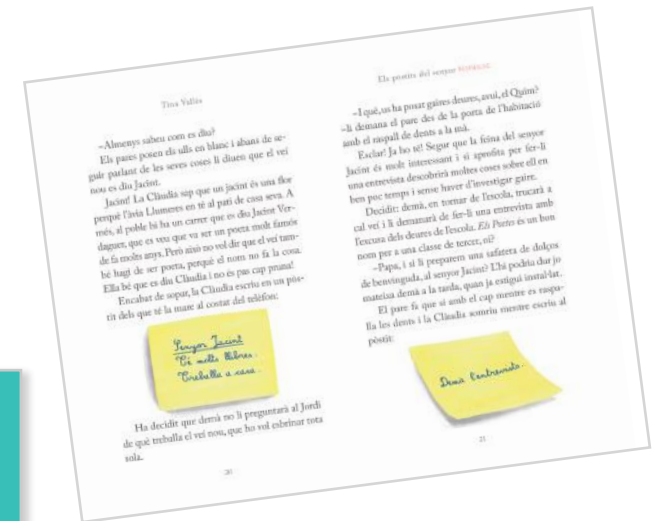 Tina Vallès
–Almenys sabeu com es diu?
Els pares posen els ulls en blanc i abans de se-
guir parlant de les seves coses li diuen que el veí
nou es diu Jacint.
Jacint! La Clàudia sap que un jacint és una flor
perquè l'àvia Llumeres en té al pati de casa seva. A
més, al poble hi ha un carrer que es diu Jacint Ver-
daguer, que es veu que va ser un poeta molt famós
de fa molts anys. Però això no vol dir que el veí tam-
bé hagi de ser poeta, perquè el nom no fa la cosa.
Ella bé que es diu Clàudia i no és pas cap pruna!
Encabat de sopar, la Clàudia escriu en un pòs-
tit dels que té la mare al costat del telèfon:
Senyor Jacint
Té molts llibres.
Treballa a casa.
Ha decidit que demà no li preguntarà al Jordi
de què treballa el veí nou, que ho vol esbrinar tota
sola.
20
Els postits del senyor
–I què, us ha posat gaires deures, avui, el Quim?
–li demana el pare des de la porta de l'habitació
amb el raspall de dents a la mà.
Esclar! Ja ho té! Segur que la feina del senyor
Jacint és molt interessant i si aprofita per fer-li
una entrevista descobrirà moltes coses sobre ell en
ben poc temps i sense haver d'investigar gaire.
Decidit: demà, en tornar de l'escola, trucarà a
cal veí i li demanarà de fer-li una entrevista amb
l'excusa dels deures de l'escola. Els Purins és un bon
nom per a una classe de tercer, oi?
–Papa, i si li preparem una safateta de dolços
de benvinguda, al senyor Jacint? L'hi podria dur jo
mateixa demà a la tarda, quan ja estigui instal·lat.
El pare fa que sí amb el cap mentre es raspa-
lla les dents i la Clàudia somriu mentre escriu al
pòstit:
Demà l'entrevisto.
21